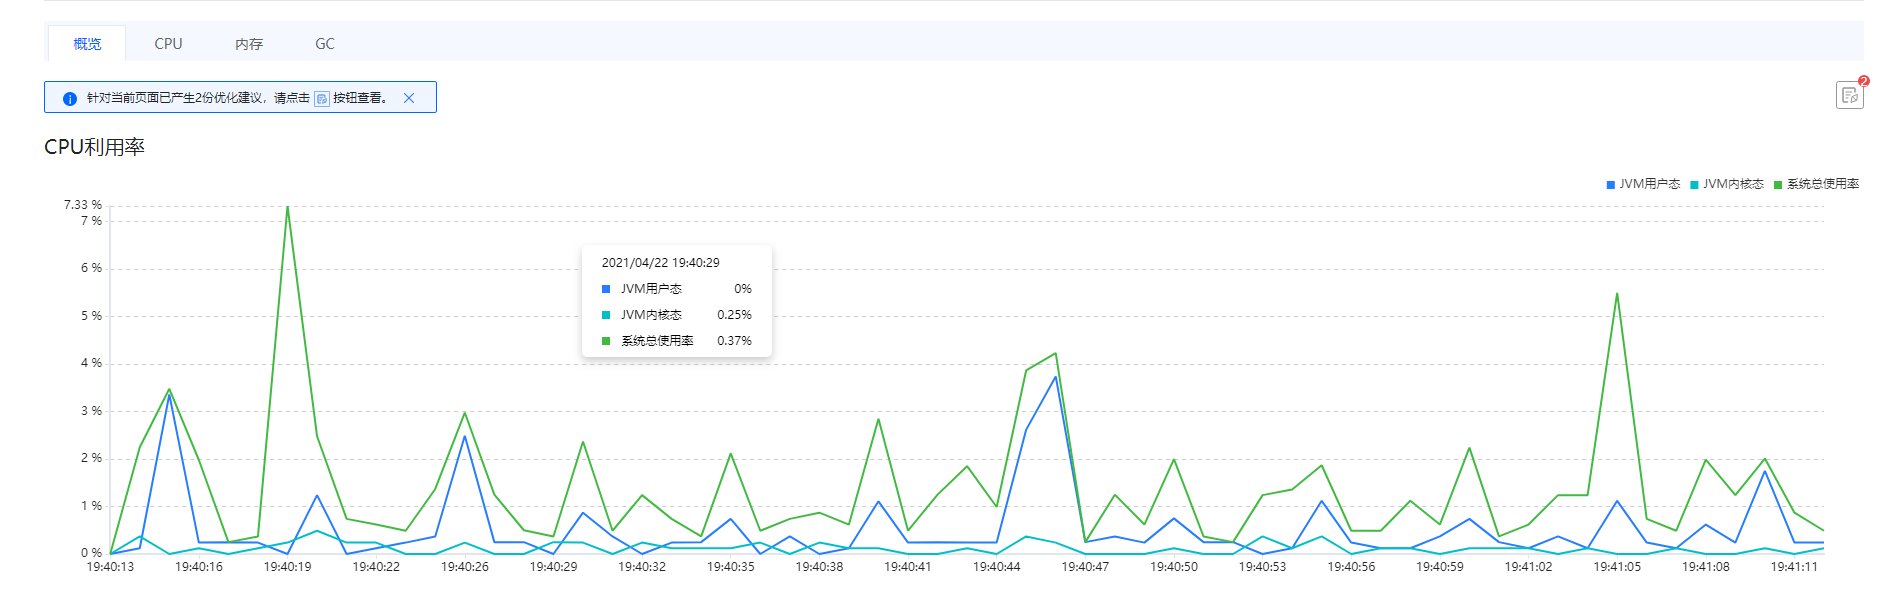 概览 CPU 内存 GC
针对当前页面已产生2份优化建议，请点击 按钮查看。
2
CPU利用率
JVM用户态 JVM内核态 系统总使用率
7.33 %
7 %
6 %
5 %
4 %
3 %
2 %
1 %
0 %
2021/04/22 19:40:29
JVM用户态 0%
JVM内核态 0.25%
系统总使用率 0.37%
19:40:13 19:40:16 19:40:19 19:40:22 19:40:26 19:40:29 19:40:32 19:40:35 19:40:38 19:40:41 19:40:44 19:40:47 19:40:50 19:40:53 19:40:56 19:40:59 19:41:02 19:41:05 19:41:08 19:41:11